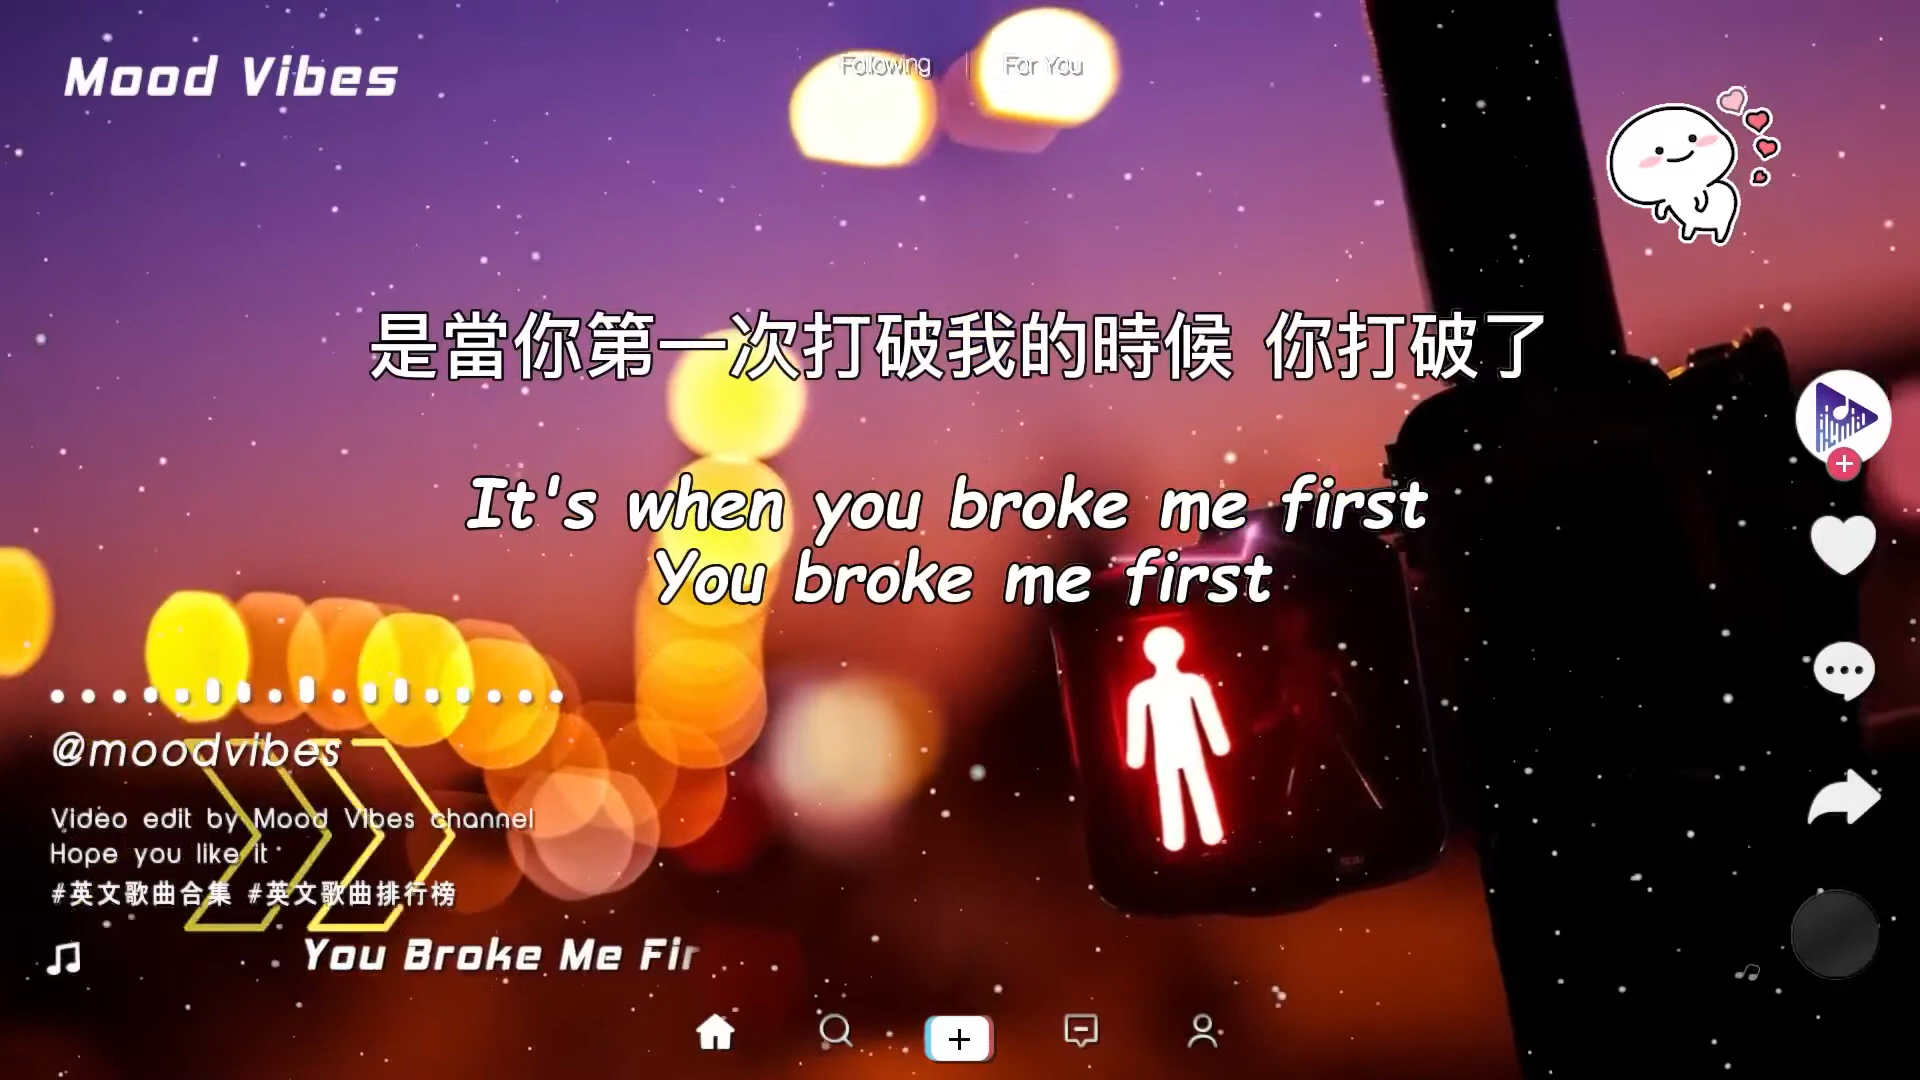 Mood Vibes
Following | For You
是當你第一次打破我的時候 你打破了
It's when you broke me first
You broke me first
@moodvibes
Video edit by Mood Vibes channel
Hope you like it
#英文歌曲合集 #英文歌曲排行榜
You Broke Me Fir